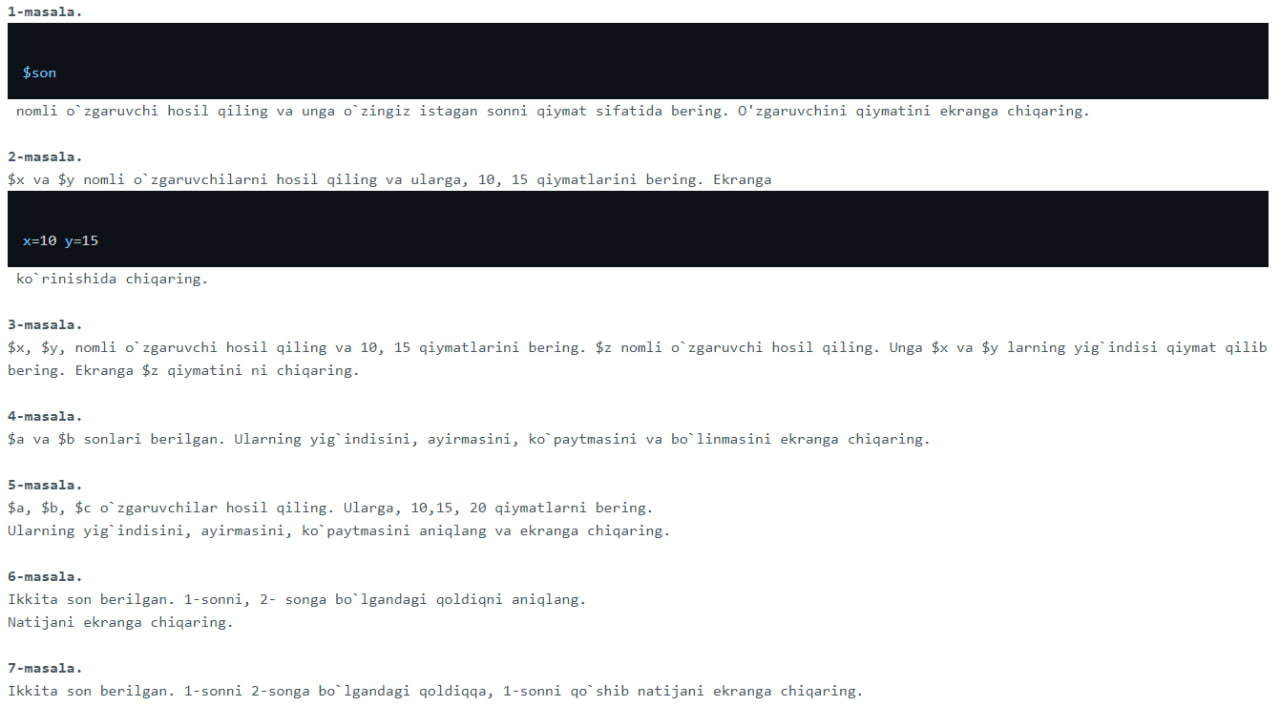 1-masala.
$son
nomli o`zgaruvchi hosil qiling va unga o`zingiz istagan sonni qiymat sifatida bering. O'zgaruvchini qiymatini ekranga chiqaring.
2-masala.
$x va $y nomli o`zgaruvchilarni hosil qiling va ularga, 10, 15 qiymatlarini bering. Ekranga
x=10 y=15
ko`rinishida chiqaring.
3-masala.
$x, $y, nomli o`zgaruvchi hosil qiling va 10, 15 qiymatlarini bering. $z nomli o`zgaruvchi hosil qiling. Unga $x va $y larning yig`indisi qiymat qilib
bering. Ekranga $z qiymatini ni chiqaring.
4-masala.
$a va $b sonlari berilgan. Ularning yig`indisini, ayirmasini, ko`paytmasini va bo`linmasini ekranga chiqaring.
5-masala.
$a, $b, $c o`zgaruvchilar hosil qiling. Ularga, 10,15, 20 qiymatlarni bering.
Ularning yig`indisini, ayirmasini, ko`paytmasini aniqlang va ekranga chiqaring.
6-masala.
Ikkita son berilgan. 1-sonni, 2- songa bo`lgandagi qoldiqni aniqlang.
Natijani ekranga chiqaring.
7-masala.
Ikkita son berilgan. 1-sonni 2-songa bo`lgandagi qoldiqqa, 1-sonni qo`shib natijani ekranga chiqaring.